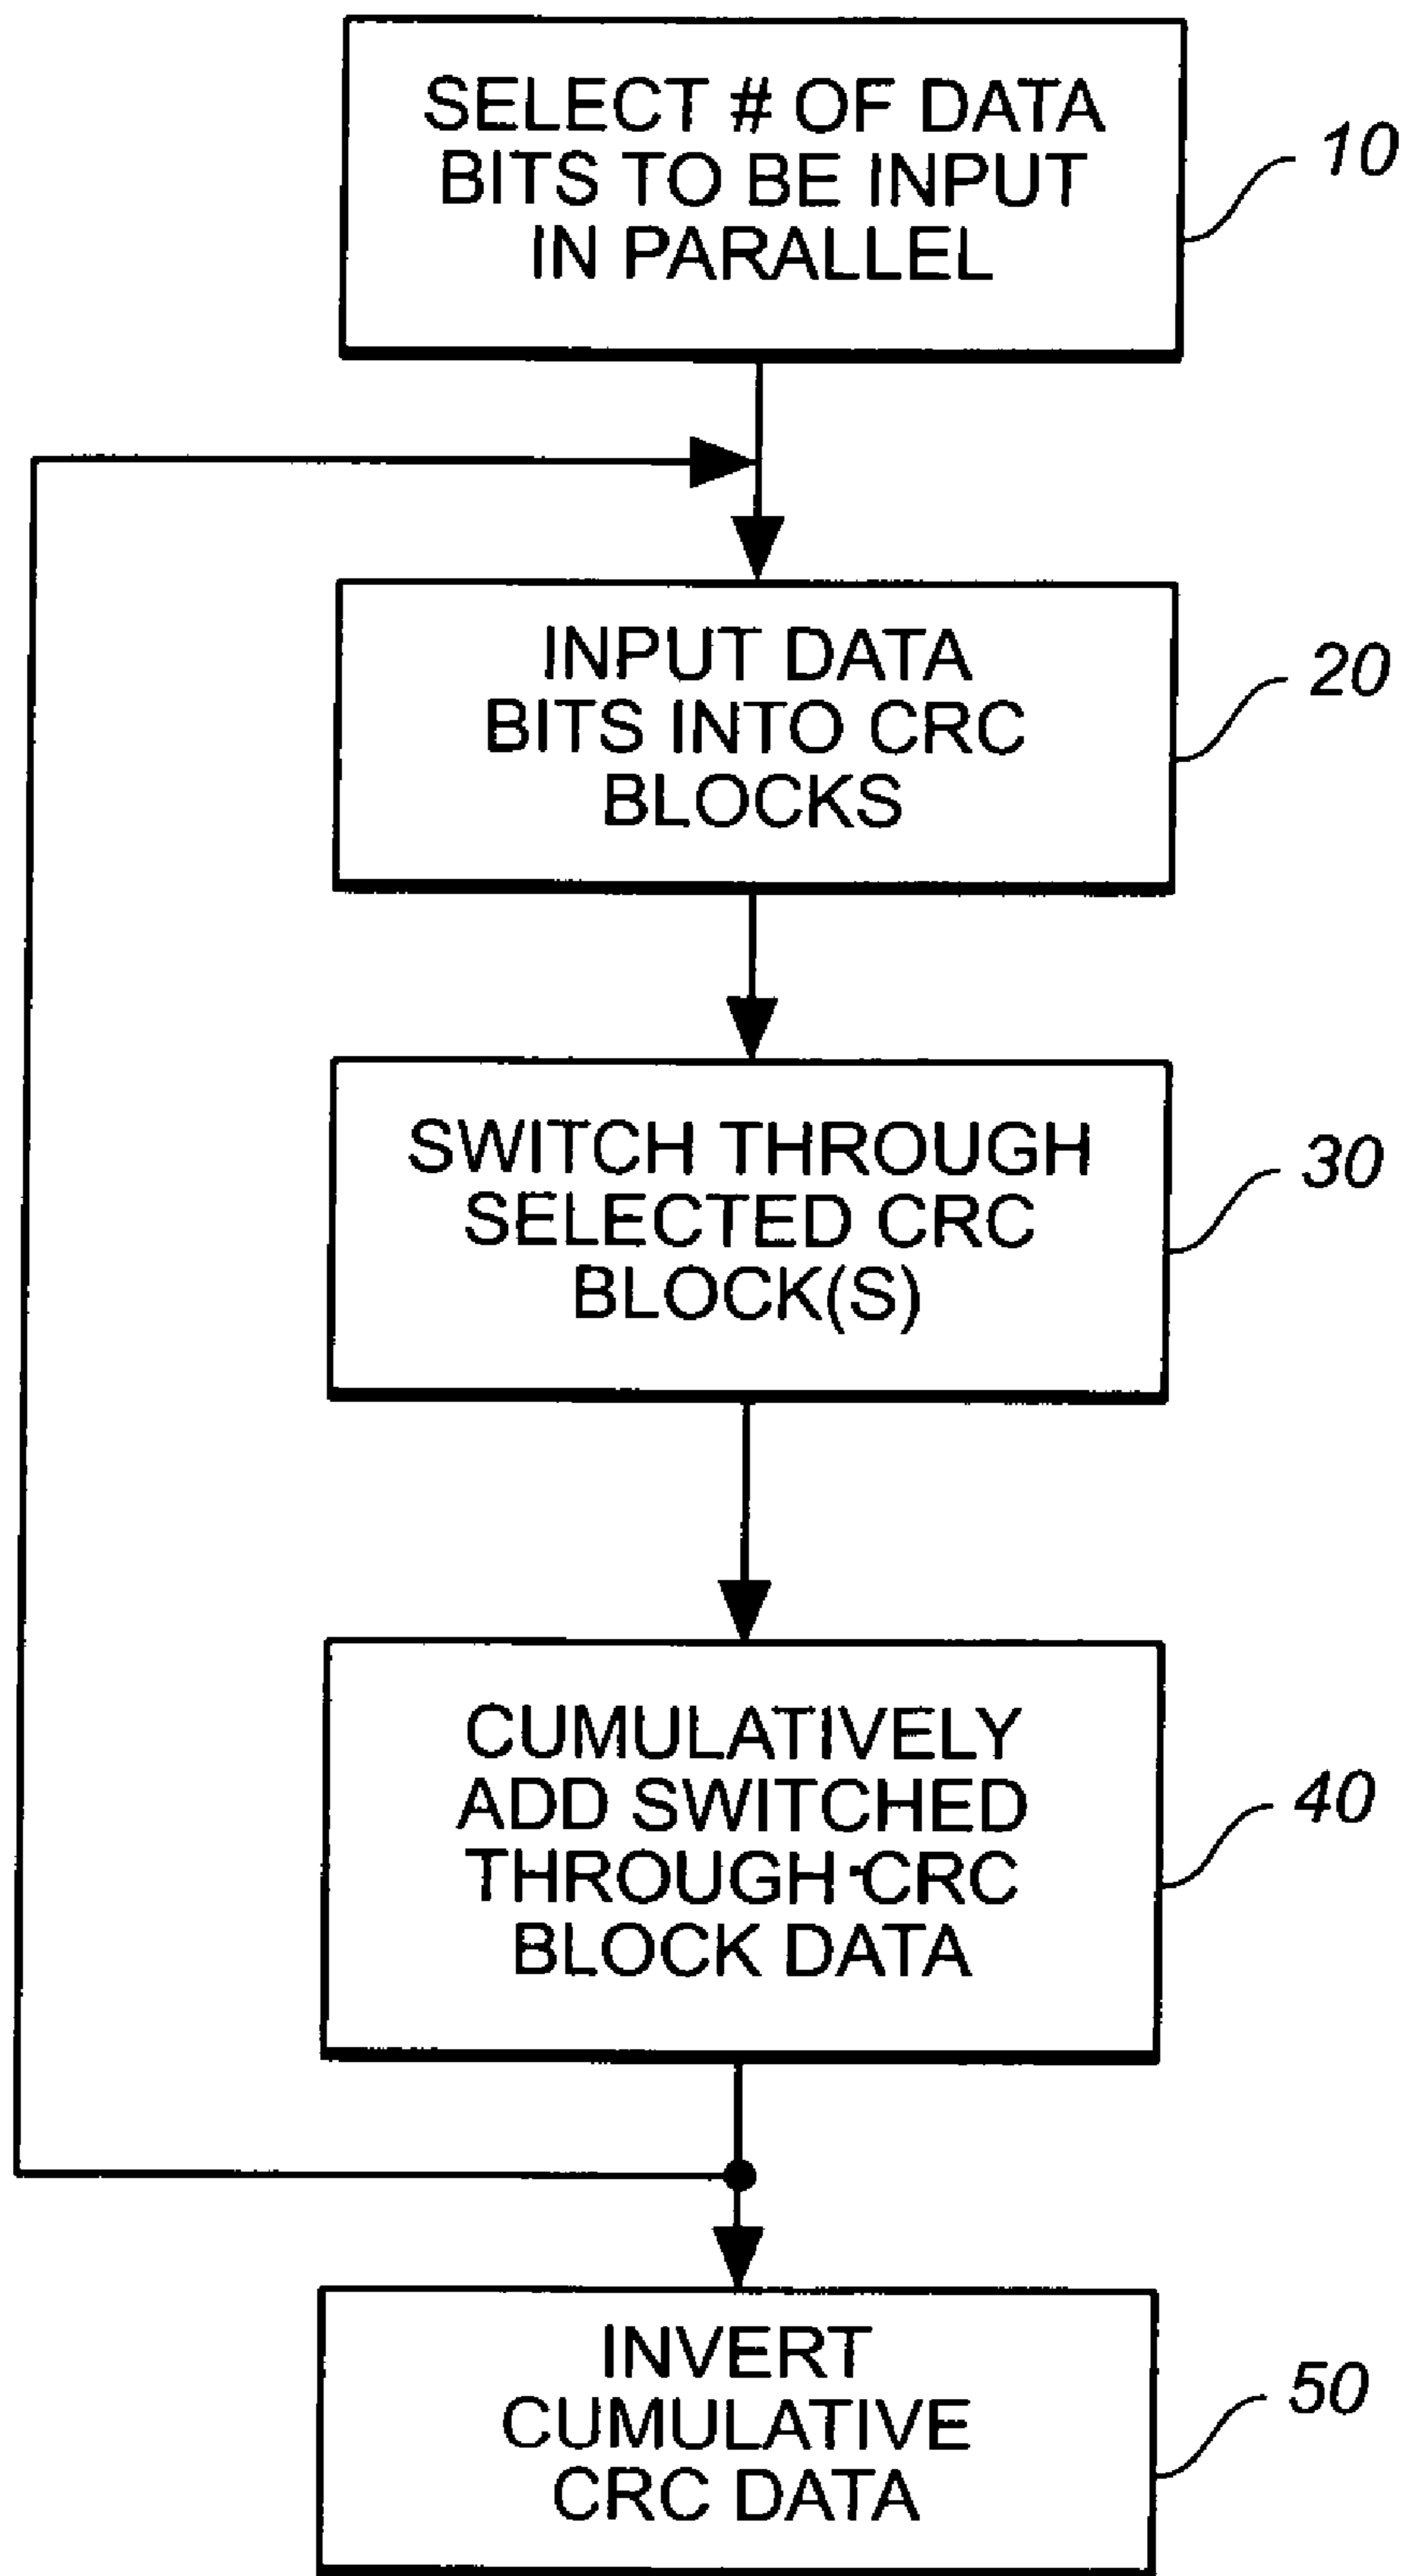 SELECT # OF DATA
BITS TO BE INPUT
IN PARALLEL
10
INPUT DATA
BITS INTO CRC
BLOCKS
20
SWITCH THROUGH
SELECTED CRC
BLOCK(S)
30
CUMULATIVELY
ADD SWITCHED
THROUGH CRC
BLOCK DATA
40
INVERT
CUMULATIVE
CRC DATA
50